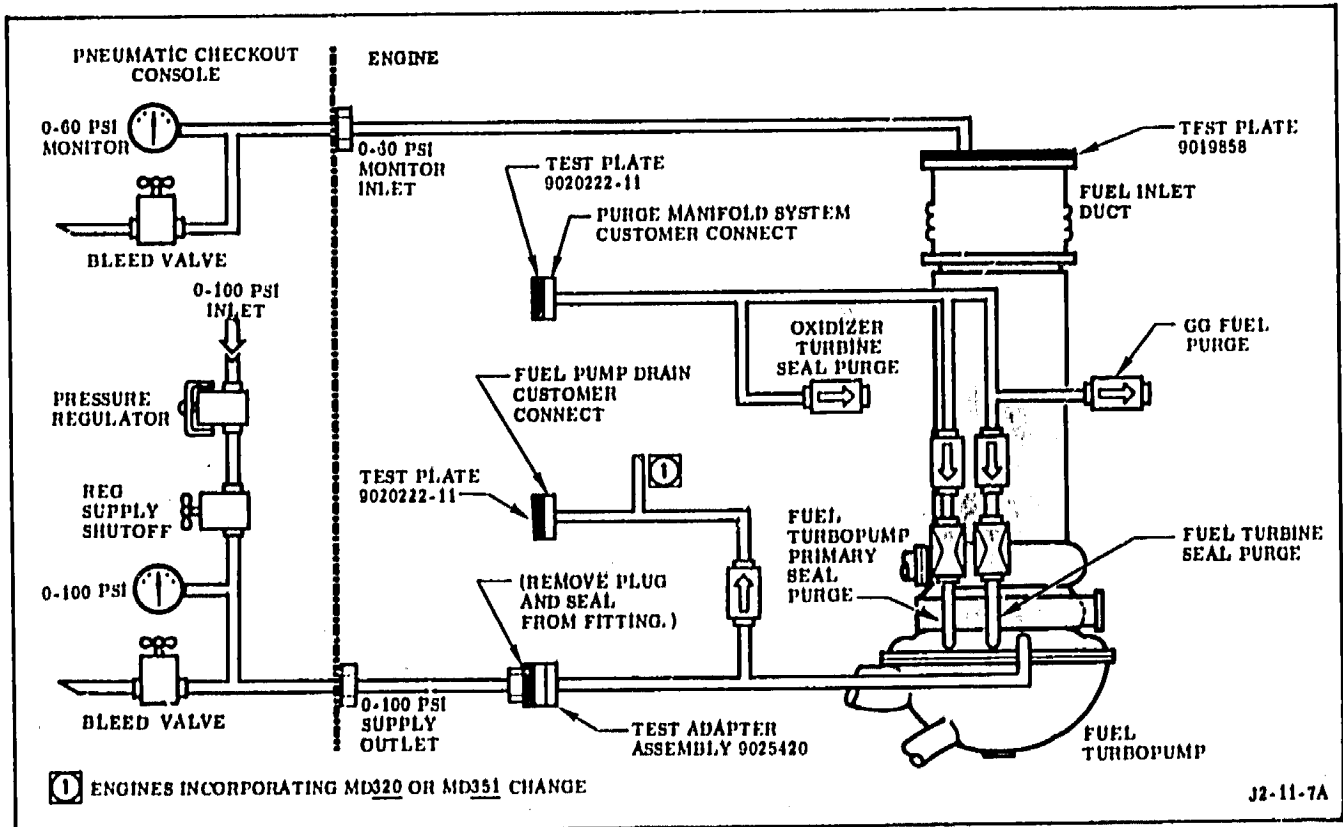 PNEUMATIC CHECKOUT
CONSOLE
ENGINE
0-60 PSI
MONITOR
0-60 PSI
MONITOR
INLET
BLEED VALVE
TEST PLATE
9020222-11
PURGE MANIFOLD SYSTEM
CUSTOMER CONNECT
TEST PLATE
9019858
FUEL INLET
DUCT
0-100 PSI
INLET
PRESSURE
REGULATOR
OXIDIZER
TURBINE
SEAL PURGE
GG FUEL
PURGE
FUEL PUMP DRAIN
CUSTOMER
CONNECT
TEST PLATE
9020222-11
1
REG
SUPPLY
SHUTOFF
FUEL
TURBOPUMP
PRIMARY
SEAL
PURGE
FUEL TURBINE
SEAL PURGE
0-100 PSI
(REMOVE PLUG
AND SEAL
FROM FITTING.)
BLEED VALVE
0-100 PSI
SUPPLY
OUTLET
TEST ADAPTER
ASSEMBLY 9025420
FUEL
TURBOPUMP
1 ENGINES INCORPORATING MD320 OR MD351 CHANGE
J2-11-7A